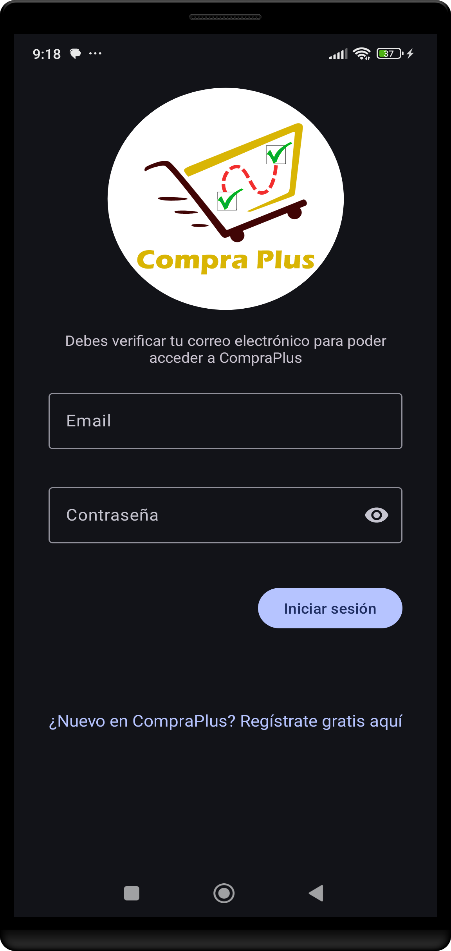 9:18
37
Compra Plus
Debes verificar tu correo electrónico para poder
acceder a CompraPlus
Email
Contraseña
Iniciar sesión
¿Nuevo en CompraPlus? Regístrate gratis aquí